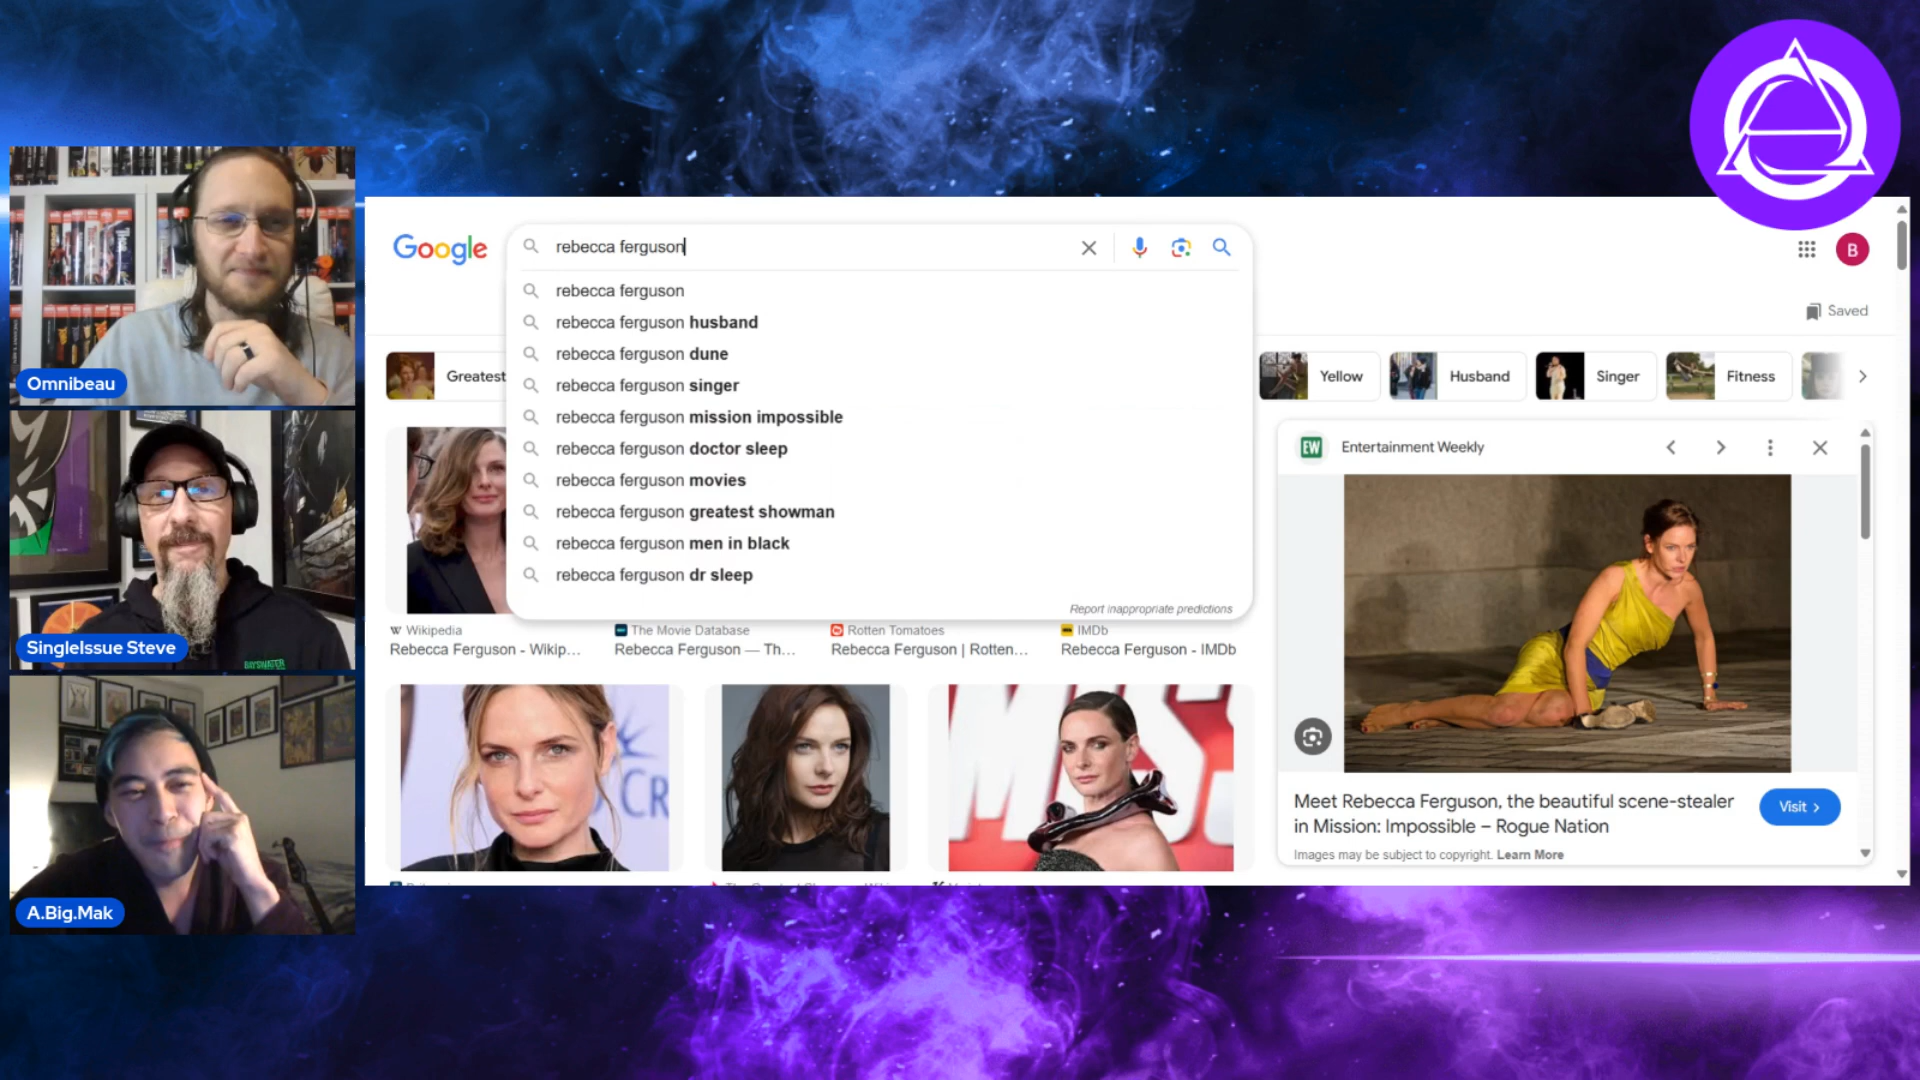 Omnibeau
SingleIssue Steve
BAYSWATER
A.Big.Mak
Google
rebecca ferguson
rebecca ferguson
rebecca ferguson husband
rebecca ferguson dune
rebecca ferguson singer
rebecca ferguson mission impossible
rebecca ferguson doctor sleep
rebecca ferguson movies
rebecca ferguson greatest showman
rebecca ferguson men in black
rebecca ferguson dr sleep
Report inappropriate predictions
B
Saved
Greatest
Yellow
Husband
Singer
Fitness
W Wikipedia
Rebecca Ferguson - Wikip...
The Movie Database
Rebecca Ferguson — Th...
Rotten Tomatoes
Rebecca Ferguson | Rotten...
IMDb
Rebecca Ferguson - IMDb
CR
MISS
EW
Entertainment Weekly
Meet Rebecca Ferguson, the beautiful scene-stealer
in Mission: Impossible – Rogue Nation
Visit
Images may be subject to copyright. Learn More